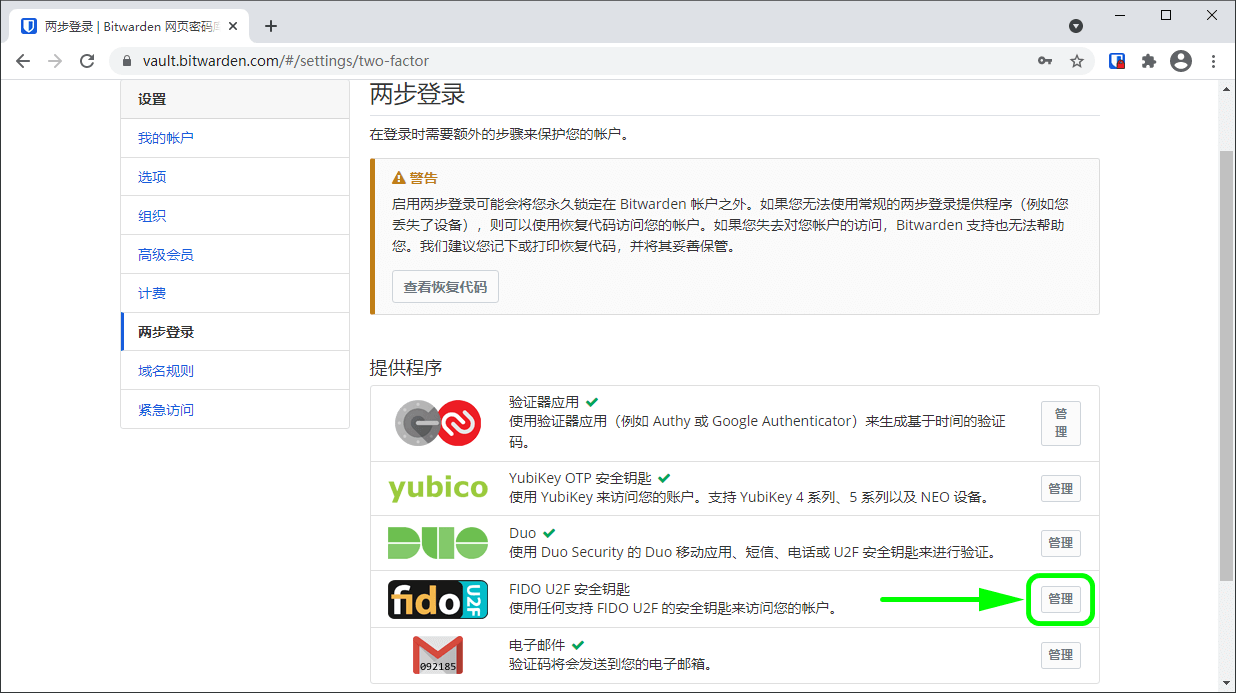 两步登录 | Bitwarden 网页密码
vault.bitwarden.com/#/settings/two-factor
设置
我的帐户
选项
组织
高级会员
计费
两步登录
域名规则
紧急访问
两步登录
在登录时需要额外的步骤来保护您的帐户。
警告
启用两步登录可能会将您永久锁定在 Bitwarden 帐户之外。如果您无法使用常规的两步登录提供程序（例如您
丢失了设备），则可以使用恢复代码访问您的帐户。如果您失去对您帐户的访问，Bitwarden 支持也无法帮助
您。我们建议您记下或打印恢复代码，并将其妥善保管。
查看恢复代码
提供程序
验证器应用
使用验证器应用（例如 Authy 或 Google Authenticator）来生成基于时间的验证
码。
管
理
yubico
YubiKey OTP 安全钥匙
使用 YubiKey 来访问您的账户。支持 YubiKey 4 系列、5 系列以及 NEO 设备。
管理
DUO
Duo
使用 Duo Security 的 Duo 移动应用、短信、电话或 U2F 安全钥匙来进行验证。
管理
fido U2F
FIDO U2F 安全钥匙
使用任何支持 FIDO U2F 的安全钥匙来访问您的帐户。
管理
092185
电子邮件
验证码将会发送到您的电子邮箱。
管理